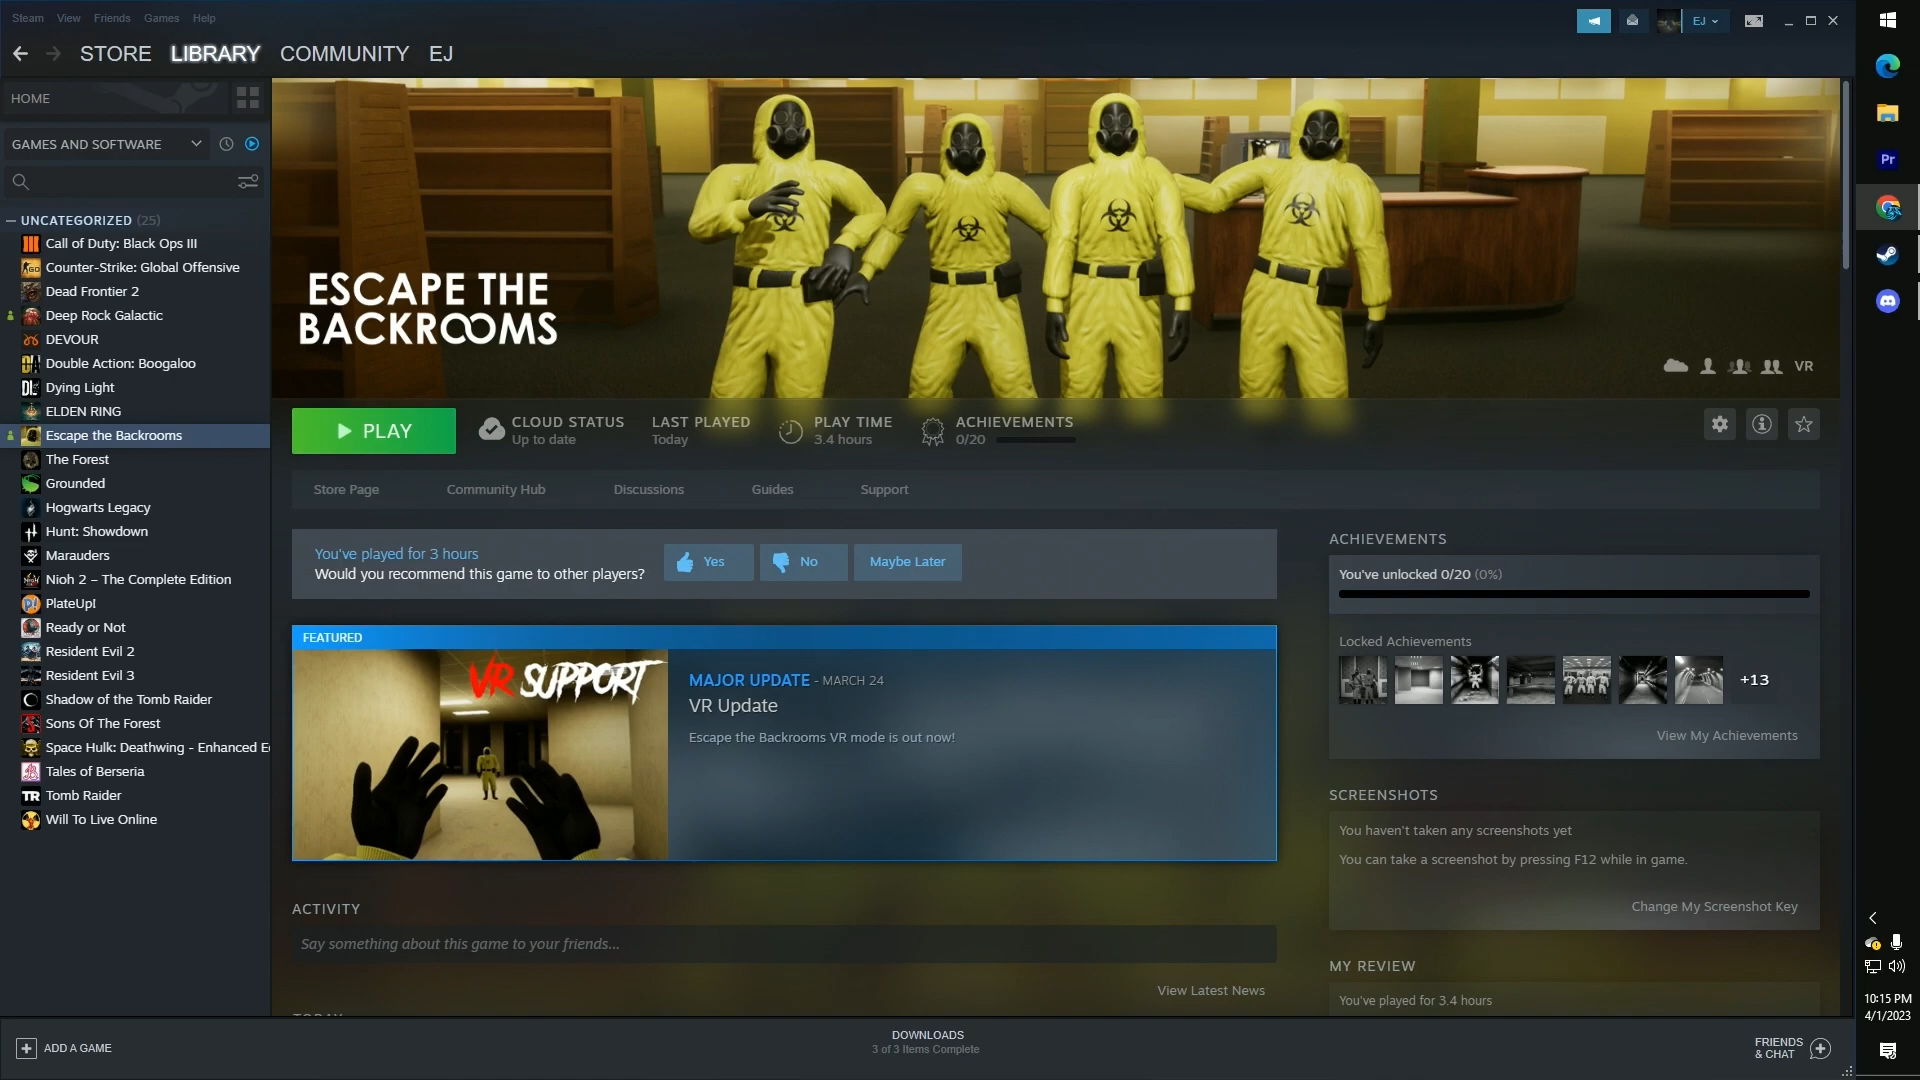 Steam View Friends Games Help
EJ
STORE LIBRARY COMMUNITY EJ
HOME
GAMES AND SOFTWARE
UNCATEGORIZED (25)
Call of Duty: Black Ops III
Counter-Strike: Global Offensive
Dead Frontier 2
Deep Rock Galactic
DEVOUR
Double Action: Boogaloo
Dying Light
ELDEN RING
Escape the Backrooms
The Forest
Grounded
Hogwarts Legacy
Hunt: Showdown
Marauders
Nioh 2 – The Complete Edition
PlateUp!
Ready or Not
Resident Evil 2
Resident Evil 3
Shadow of the Tomb Raider
Sons Of The Forest
Space Hulk: Deathwing - Enhanced E
Tales of Berseria
Tomb Raider
Will To Live Online
ESCAPE THE
BACKROOMS
VR
PLAY
CLOUD STATUS
Up to date
LAST PLAYED
Today
PLAY TIME
3.4 hours
ACHIEVEMENTS
0/20
Store Page Community Hub Discussions Guides Support
You've played for 3 hours
Would you recommend this game to other players?
Yes No Maybe Later
FEATURED
VR SUPPORT
MAJOR UPDATE - MARCH 24
VR Update
Escape the Backrooms VR mode is out now!
ACTIVITY
Say something about this game to your friends...
View Latest News
ACHIEVEMENTS
You've unlocked 0/20 (0%)
Locked Achievements
+13
View My Achievements
SCREENSHOTS
You haven't taken any screenshots yet
You can take a screenshot by pressing F12 while in game.
Change My Screenshot Key
MY REVIEW
You've played for 3.4 hours
ADD A GAME
DOWNLOADS
3 of 3 Items Complete
FRIENDS
& CHAT
Pr
10:15 PM
4/1/2023